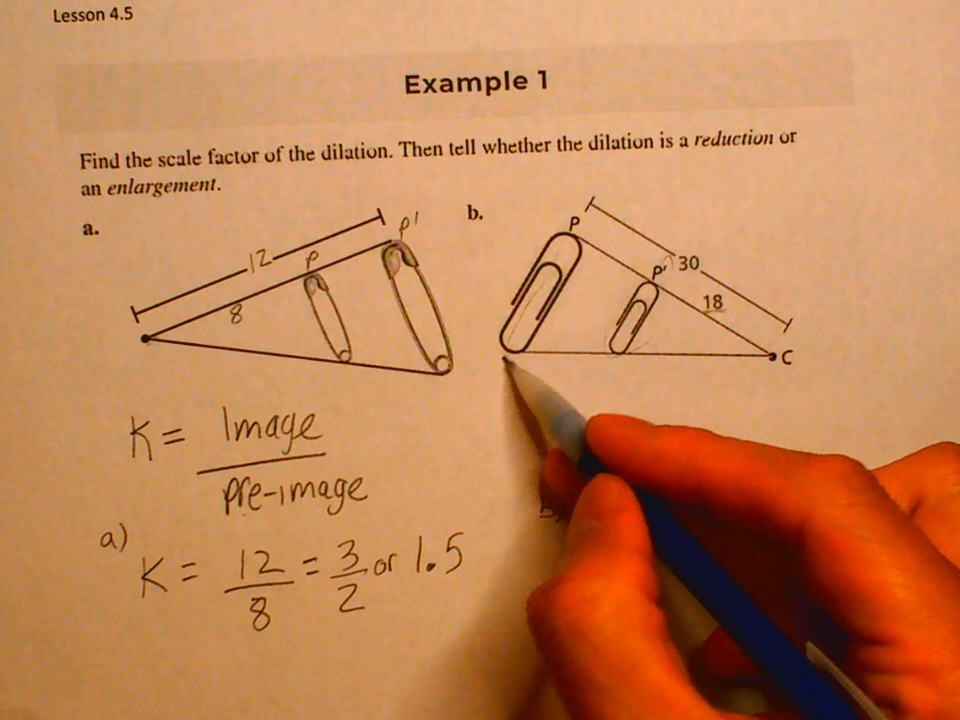 Lesson 4.5
Example 1
Find the scale factor of the dilation. Then tell whether the dilation is a reduction or
an enlargement.
a.
12
8
P
P'
b.
P
P'
30
18
C
K = Image
pre-image
a)
K = 12/8 = 3/2 or 1.5